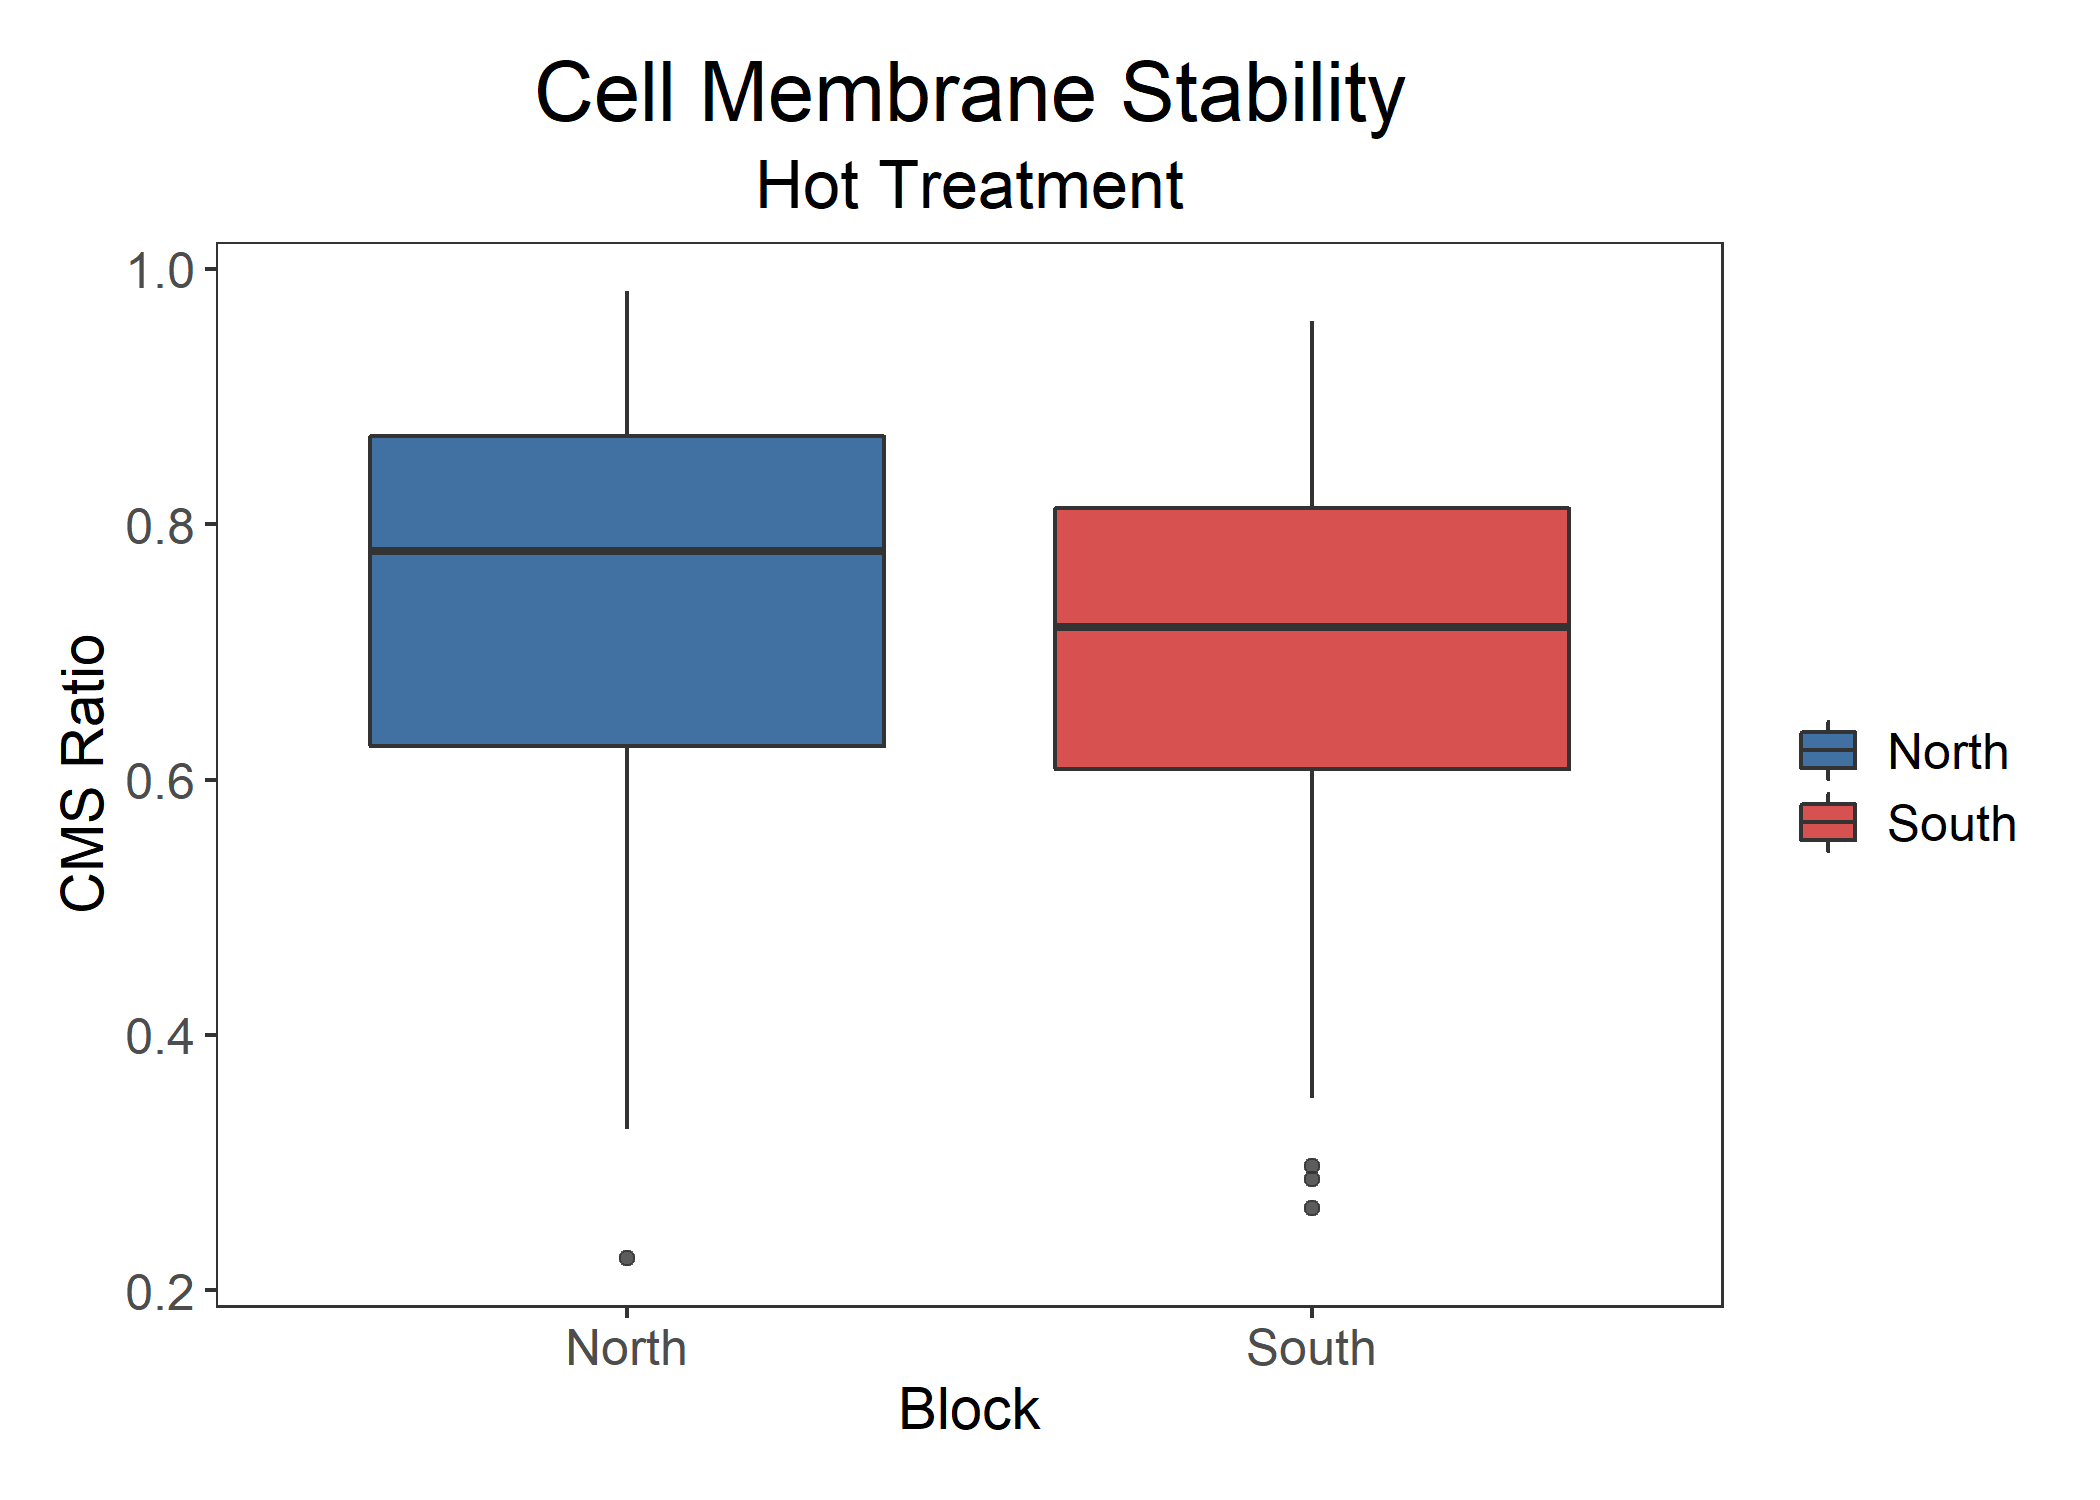 Cell Membrane Stability
Hot Treatment
CMS Ratio
1.0
0.8
0.6
0.4
0.2
North
South
Block
North
South